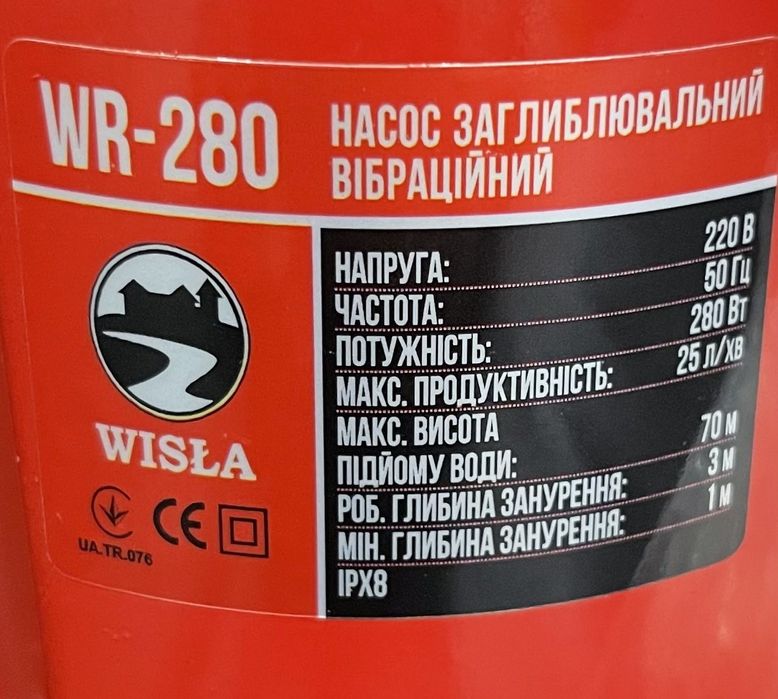 WR-280
НАСОС ЗАГЛИБЛЮВАЛЬНИЙ
ВІБРАЦІЙНИЙ
НАПРУГА: 220 В
ЧАСТОТА: 50 Гц
ПОТУЖНІСТЬ: 280 Вт
МАКС. ПРОДУКТИВНІСТЬ: 25 л/хв
МАКС. ВИСОТА
ПІДЙОМУ ВОДИ: 70 м
РОБ. ГЛИБИНА ЗАНУРЕННЯ: 3 м
МІН. ГЛИБИНА ЗАНУРЕННЯ: 1 м
IPX8
WISŁA
CE
UA.TR.076